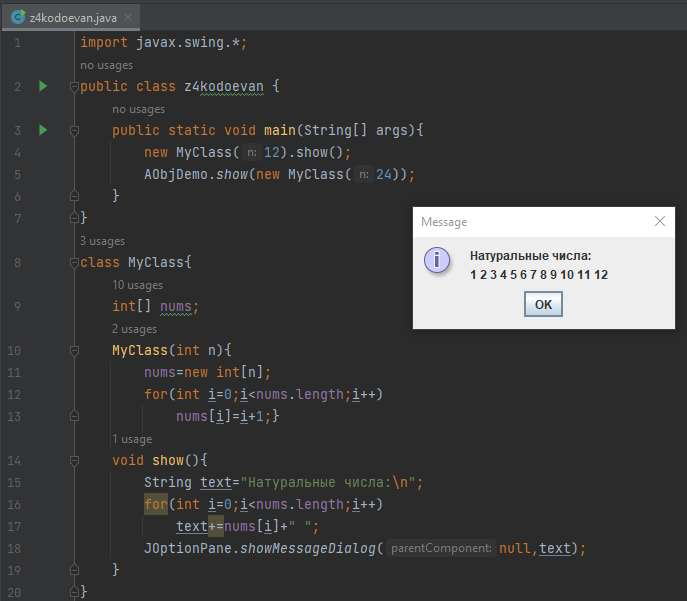 z4kodoevan.java
1 import javax.swing.*;
no usages
2 public class z4kodoevan {
no usages
3 public static void main(String[] args){
4 new MyClass( n: 12).show();
5 AObjDemo.show(new MyClass( n: 24));
6 }
7 }
3 usages
8 class MyClass{
10 usages
9 int[] nums;
2 usages
10 MyClass(int n){
11 nums=new int[n];
12 for(int i=0;i<nums.length;i++)
13 nums[i]=i+1;}
1 usage
14 void show(){
15 String text="Натуральные числа:\n";
16 for(int i=0;i<nums.length;i++)
17 text+=nums[i]+" ";
18 JOptionPane.showMessageDialog( parentComponent: null,text);
19 }
20 }
Message
Натуральные числа:
1 2 3 4 5 6 7 8 9 10 11 12
OK